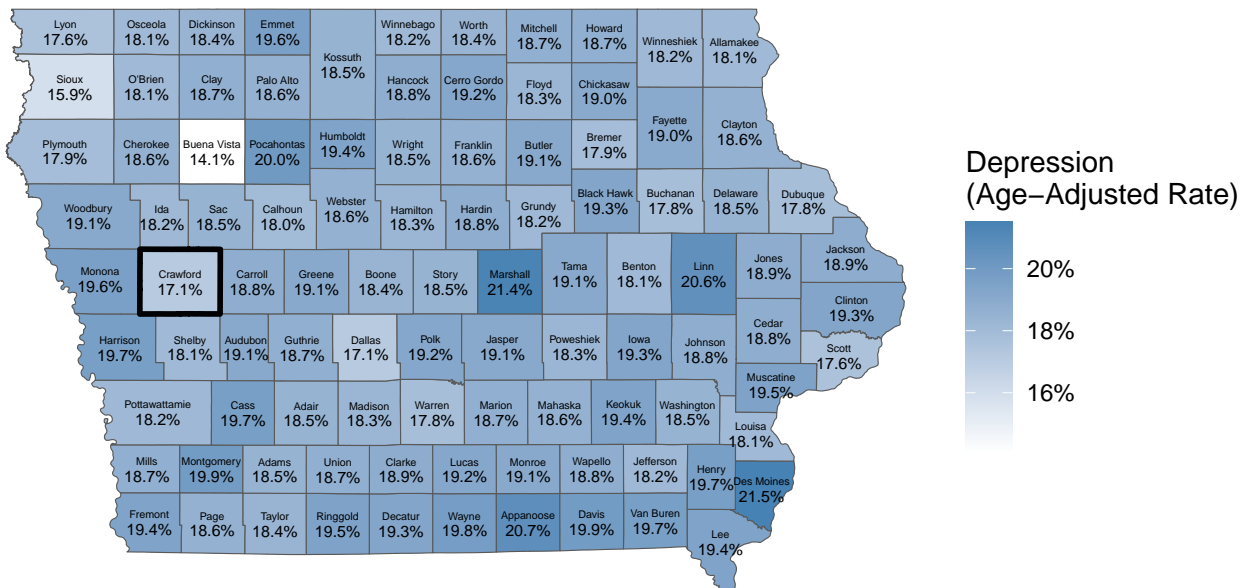 Lyon
17.6%
Osceola
18.1%
Dickinson
18.4%
Emmet
19.6%
Kossuth
18.5%
Winnebago
18.2%
Worth
18.4%
Mitchell
18.7%
Howard
18.7%
Winneshiek
18.2%
Allamakee
18.1%
Sioux
15.9%
O'Brien
18.1%
Clay
18.7%
Palo Alto
18.6%
Hancock
18.8%
Cerro Gordo
19.2%
Floyd
18.3%
Chickasaw
19.0%
Fayette
19.0%
Clayton
18.6%
Plymouth
17.9%
Cherokee
18.6%
Buena Vista
14.1%
Pocahontas
20.0%
Humboldt
19.4%
Wright
18.5%
Franklin
18.6%
Butler
19.1%
Bremer
17.9%
Woodbury
19.1%
Ida
18.2%
Sac
18.5%
Calhoun
18.0%
Webster
18.6%
Hamilton
18.3%
Hardin
18.8%
Grundy
18.2%
Black Hawk
19.3%
Buchanan
17.8%
Delaware
18.5%
Dubuque
17.8%
Monona
19.6%
Crawford
17.1%
Carroll
18.8%
Greene
19.1%
Boone
18.4%
Story
18.5%
Marshall
21.4%
Tama
19.1%
Benton
18.1%
Linn
20.6%
Jones
18.9%
Jackson
18.9%
Clinton
19.3%
Harrison
19.7%
Shelby
18.1%
Audubon
19.1%
Guthrie
18.7%
Dallas
17.1%
Polk
19.2%
Jasper
19.1%
Poweshiek
18.3%
Iowa
19.3%
Johnson
18.8%
Cedar
18.8%
Scott
17.6%
Muscatine
19.5%
Pottawattamie
18.2%
Cass
19.7%
Adair
18.5%
Madison
18.3%
Warren
17.8%
Marion
18.7%
Mahaska
18.6%
Keokuk
19.4%
Washington
18.5%
Louisa
18.1%
Mills
18.7%
Montgomery
19.9%
Adams
18.5%
Union
18.7%
Clarke
18.9%
Lucas
19.2%
Monroe
19.1%
Wapello
18.8%
Jefferson
18.2%
Henry
19.7%
Des Moines
21.5%
Fremont
19.4%
Page
18.6%
Taylor
18.4%
Ringgold
19.5%
Decatur
19.3%
Wayne
19.8%
Appanoose
20.7%
Davis
19.9%
Van Buren
19.7%
Lee
19.4%
Depression
(Age−Adjusted Rate)
20%
18%
16%